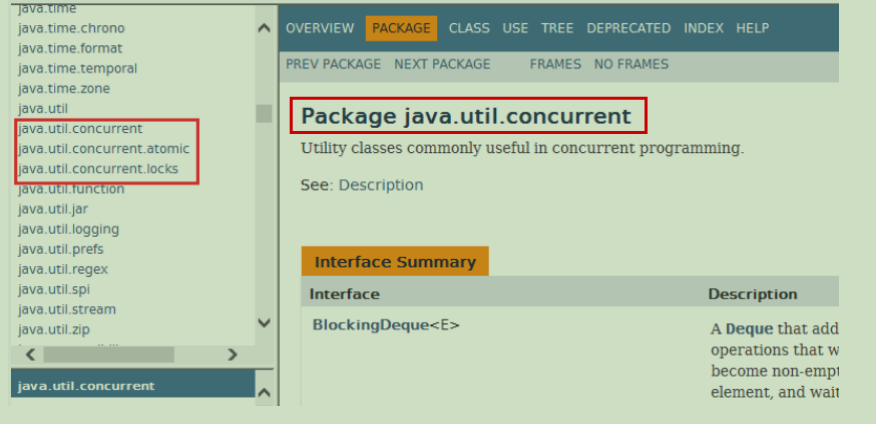 java.time
java.time.chrono
java.time.format
java.time.temporal
java.time.zone
java.util
java.util.concurrent
java.util.concurrent.atomic
java.util.concurrent.locks
java.util.function
java.util.jar
java.util.logging
java.util.prefs
java.util.regex
java.util.spi
java.util.stream
java.util.zip
java.util.concurrent
OVERVIEW PACKAGE CLASS USE TREE DEPRECATED INDEX HELP
PREV PACKAGE NEXT PACKAGE FRAMES NO FRAMES
Package java.util.concurrent
Utility classes commonly useful in concurrent programming.
See: Description
Interface Summary
Interface Description
BlockingDeque<E> A Deque that add
operations that w
become non-empt
element, and wait